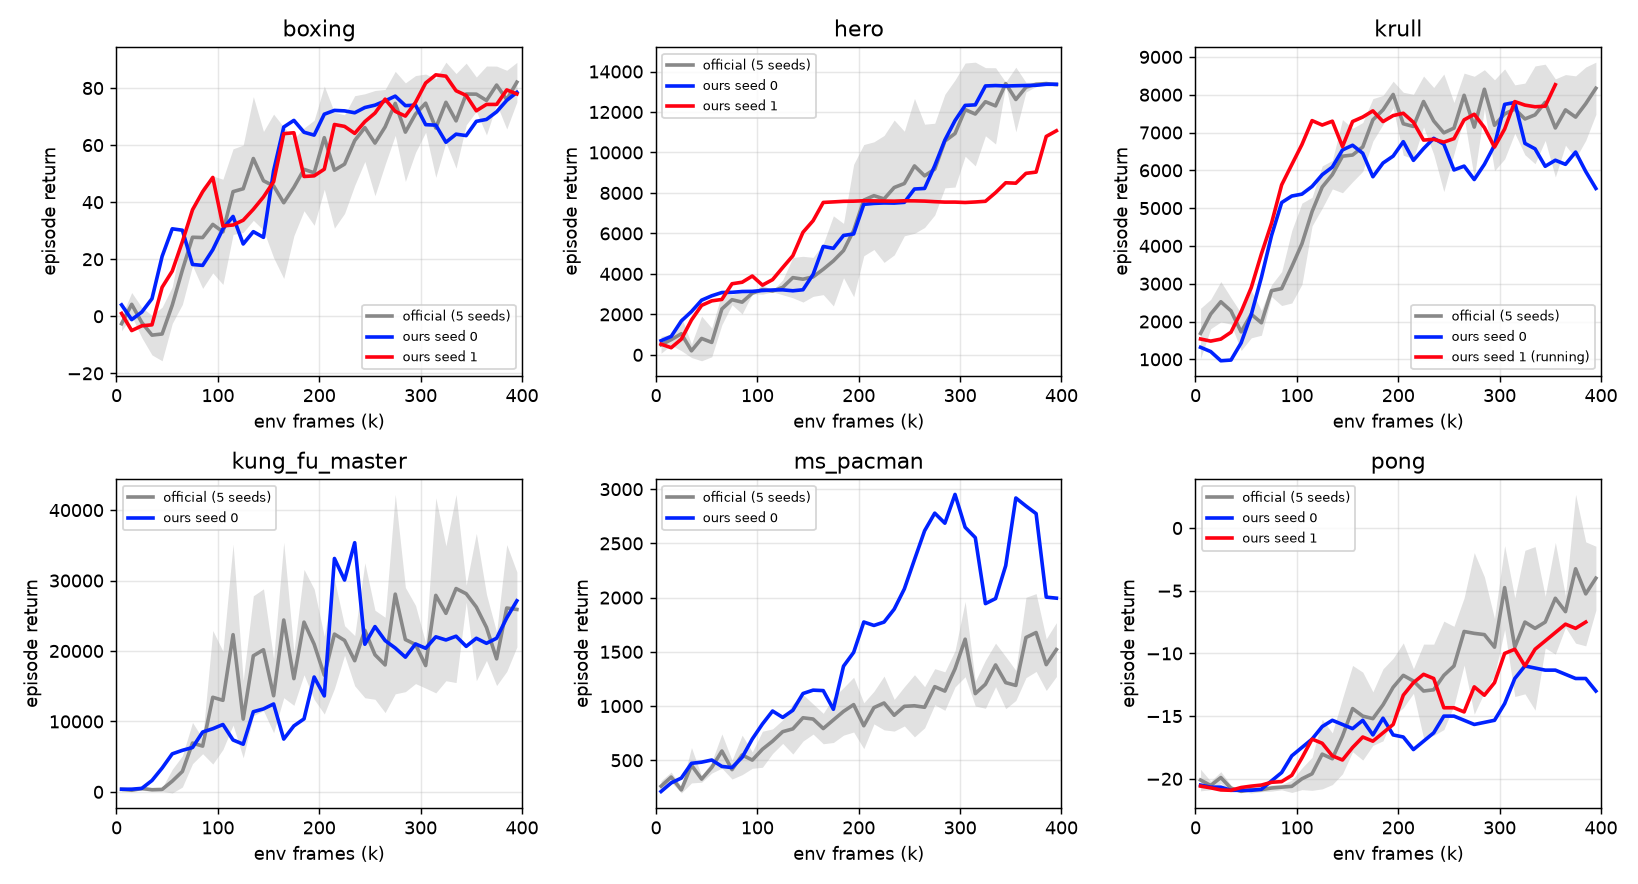 boxing
80
60
40
20
0
−20
0
100
200
300
400
env frames (k)
episode return
official (5 seeds)
ours seed 0
ours seed 1
hero
14000
12000
10000
8000
6000
4000
2000
0
0
100
200
300
400
env frames (k)
episode return
official (5 seeds)
ours seed 0
ours seed 1
krull
9000
8000
7000
6000
5000
4000
3000
2000
1000
0
100
200
300
400
env frames (k)
episode return
official (5 seeds)
ours seed 0
ours seed 1 (running)
kung_fu_master
40000
30000
20000
10000
0
0
100
200
300
400
env frames (k)
episode return
official (5 seeds)
ours seed 0
ms_pacman
3000
2500
2000
1500
1000
500
0
100
200
300
400
env frames (k)
episode return
official (5 seeds)
ours seed 0
pong
0
−5
−10
−15
−20
0
100
200
300
400
env frames (k)
episode return
official (5 seeds)
ours seed 0
ours seed 1